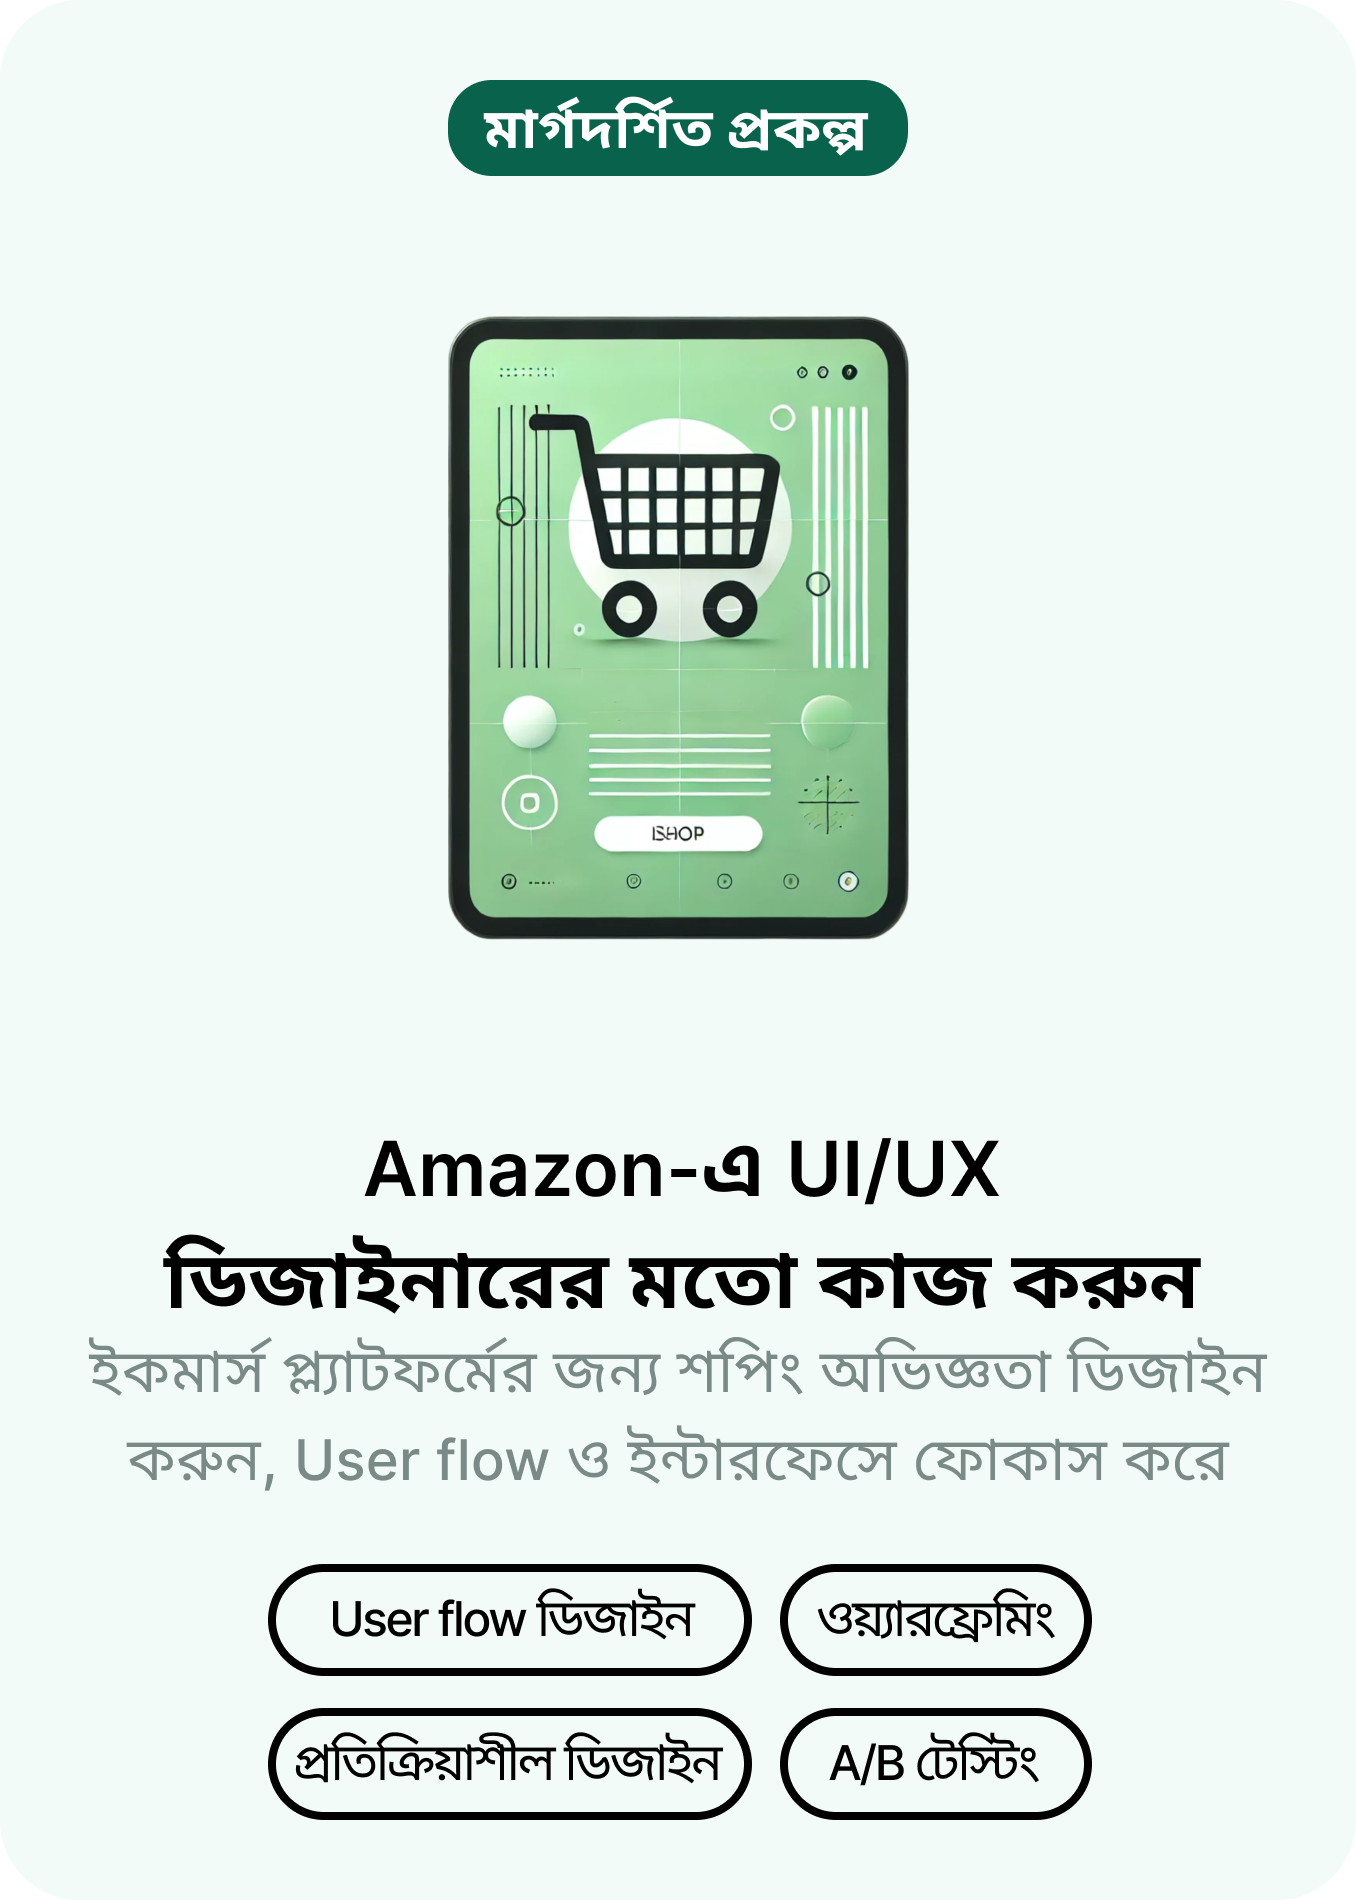 মার্গদর্শিত প্রকল্প
Amazon-এ UI/UX
ডিজাইনারের মতো কাজ করুন
ইকমার্স প্ল্যাটফর্মের জন্য শপিং অভিজ্ঞতা ডিজাইন
করুন, User flow ও ইন্টারফেসে ফোকাস করে
User flow ডিজাইন
ওয়্যারফ্রেমিং
প্রতিক্রিয়াশীল ডিজাইন
A/B টেস্টিং